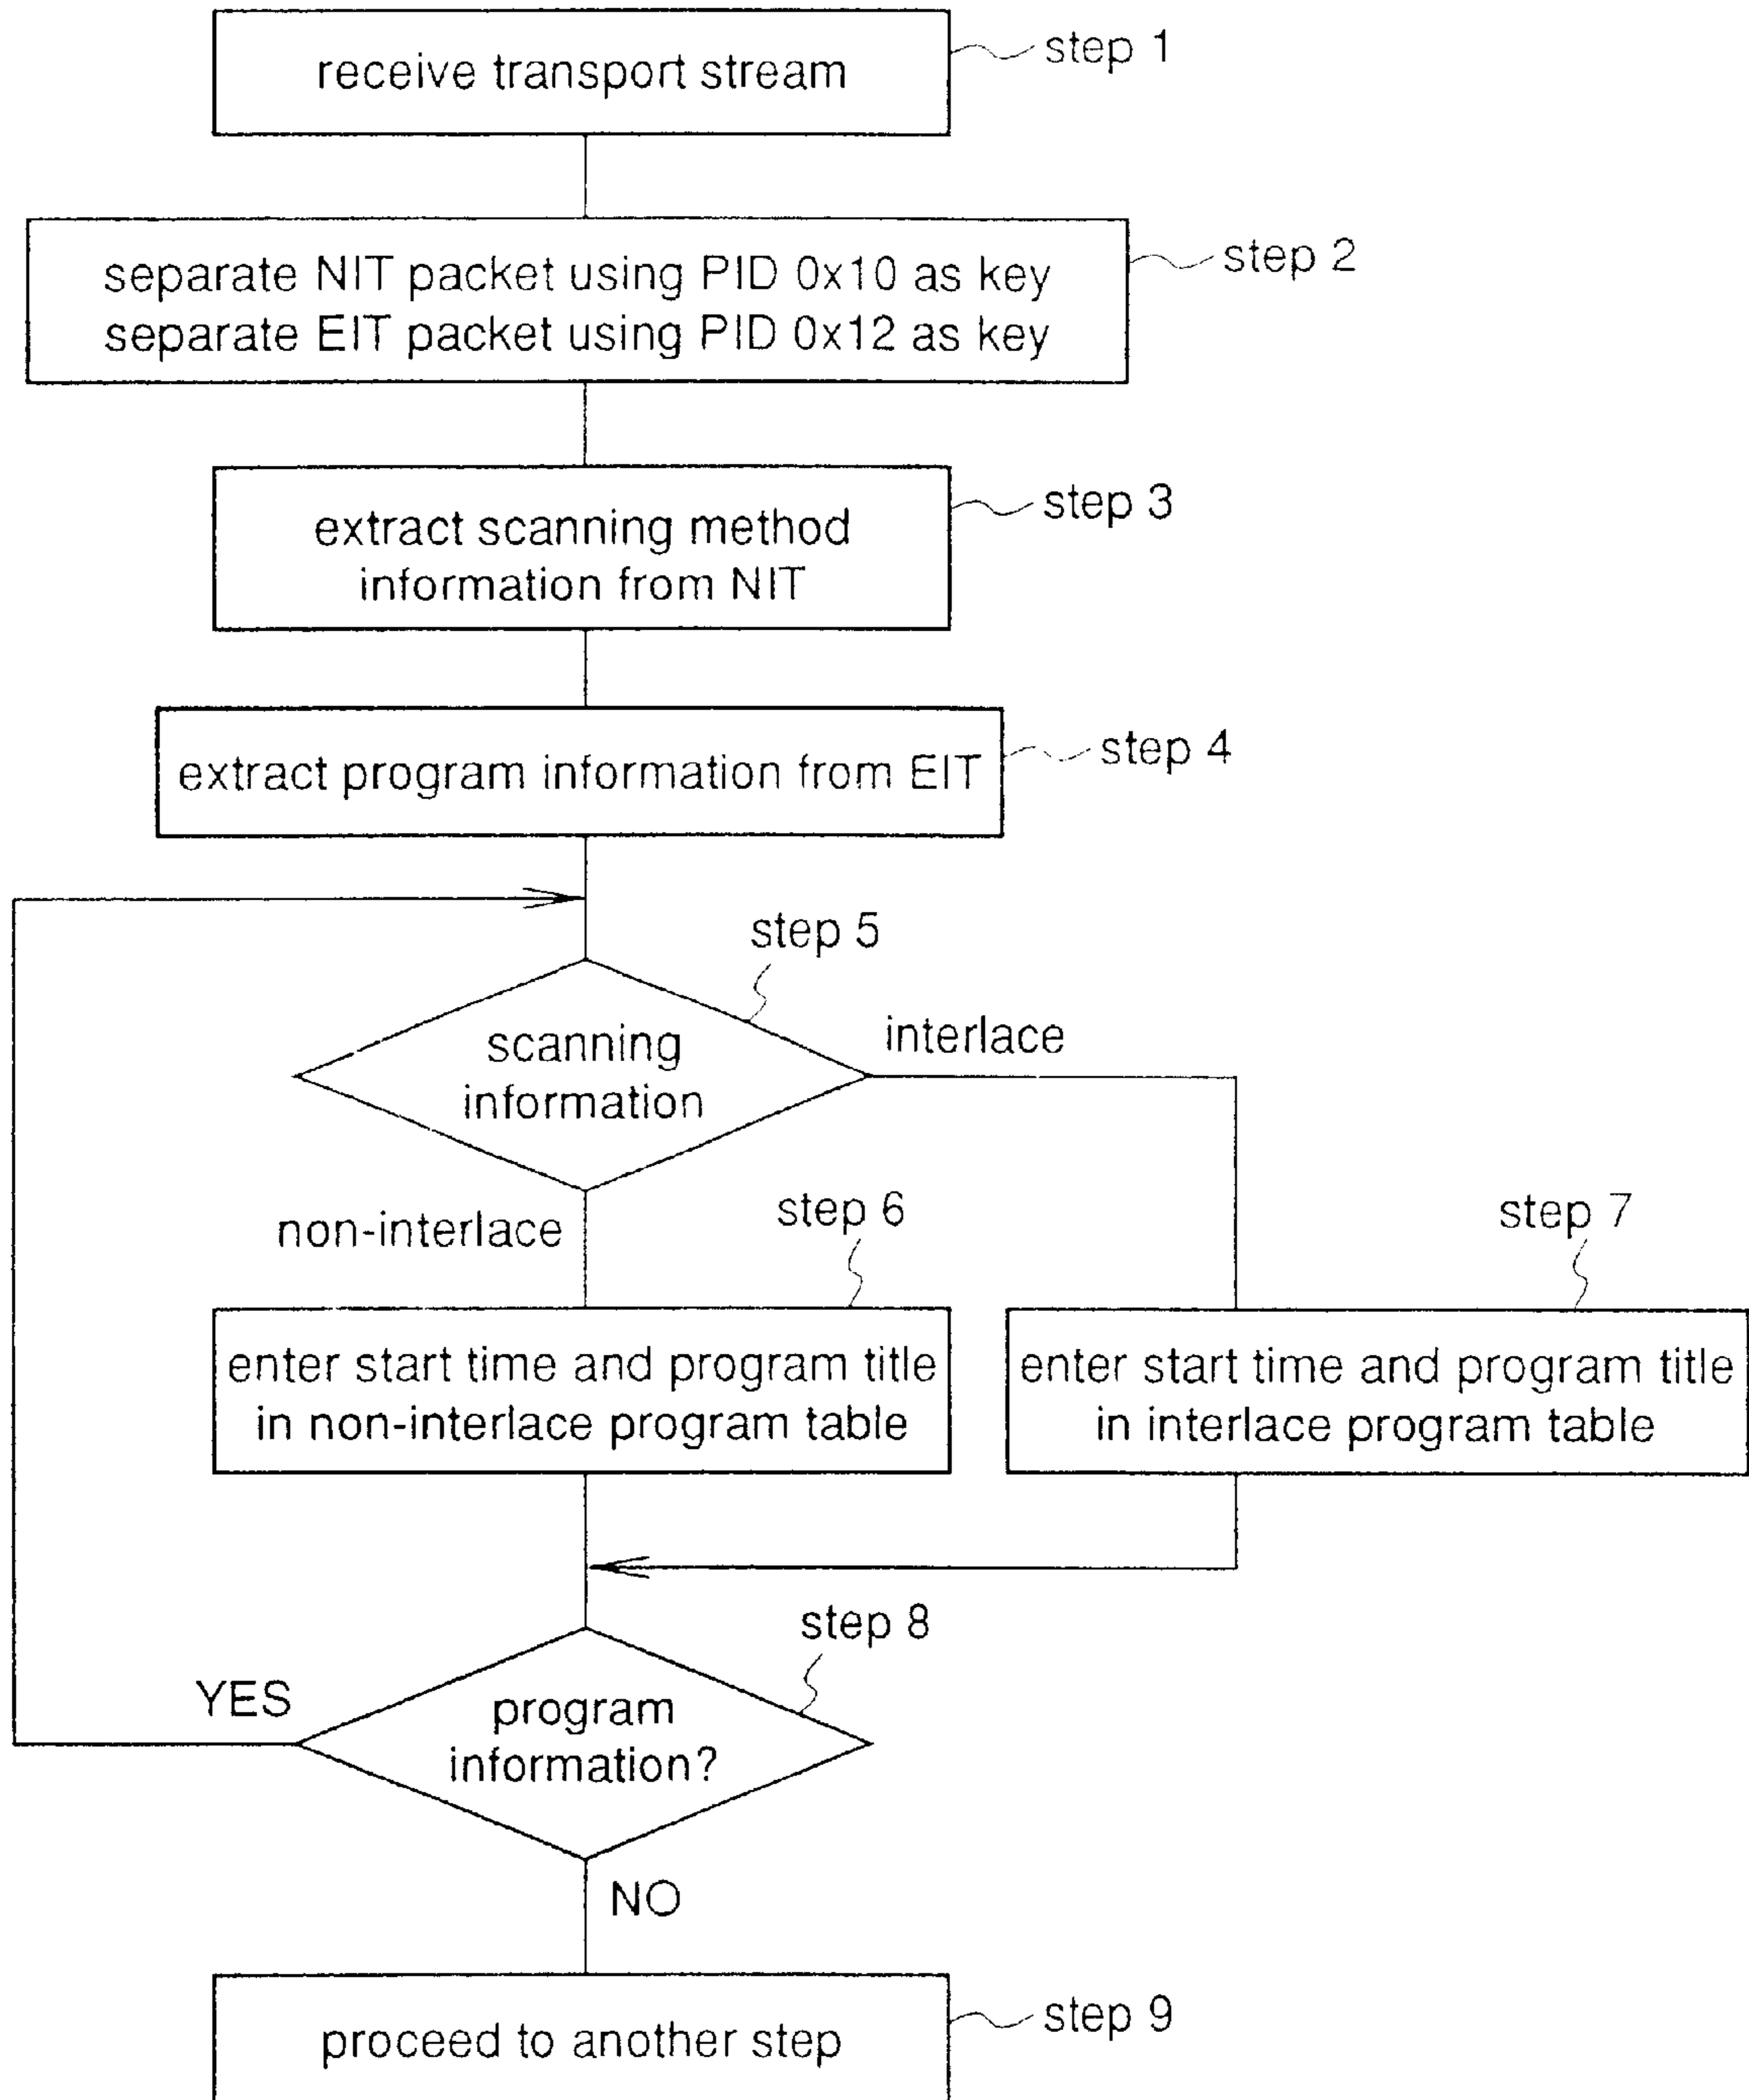 receive transport stream
step 1
separate NIT packet using PID 0x10 as key
separate EIT packet using PID 0x12 as key
step 2
extract scanning method
information from NIT
step 3
extract program information from EIT
step 4
step 5
scanning
information
interlace
non-interlace
step 6
step 7
enter start time and program title
in non-interlace program table
enter start time and program title
in interlace program table
step 8
YES
program
information?
NO
proceed to another step
step 9